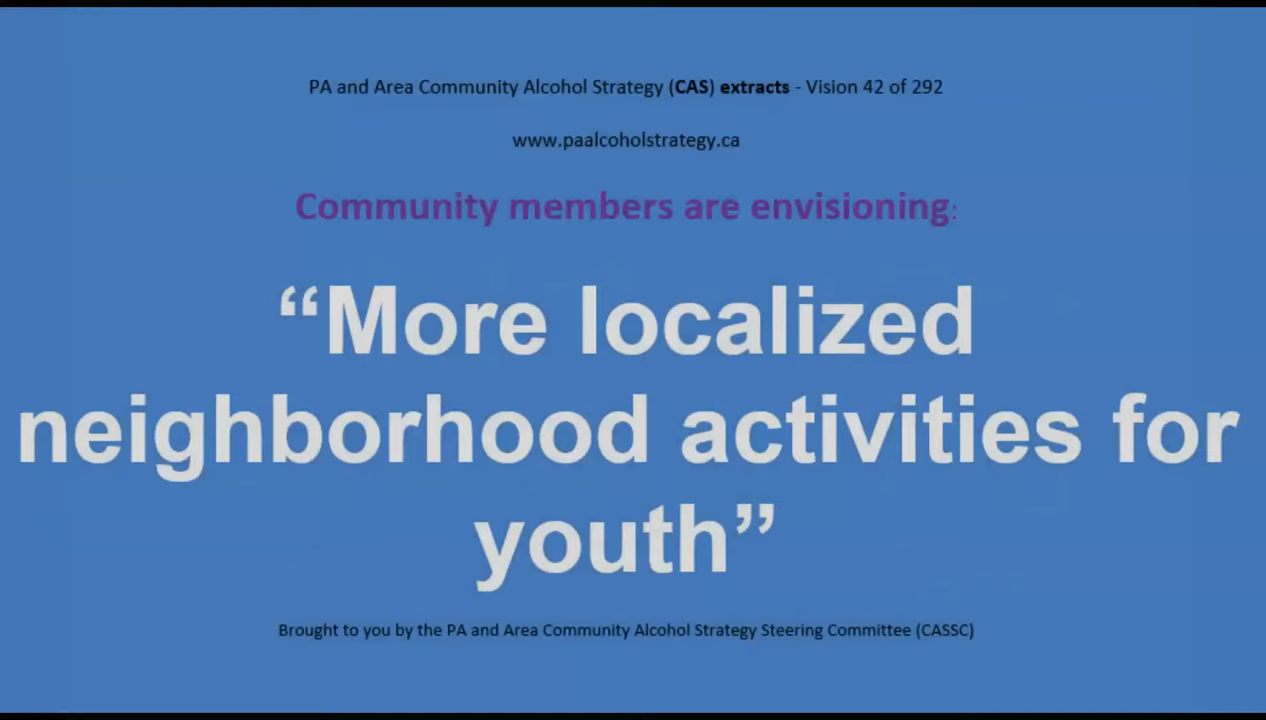 PA and Area Community Alcohol Strategy (CAS) extracts - Vision 42 of 292
www.paalcoholstrategy.ca
Community members are envisioning:
“More localized
neighborhood activities for
youth”
Brought to you by the PA and Area Community Alcohol Strategy Steering Committee (CASSC)